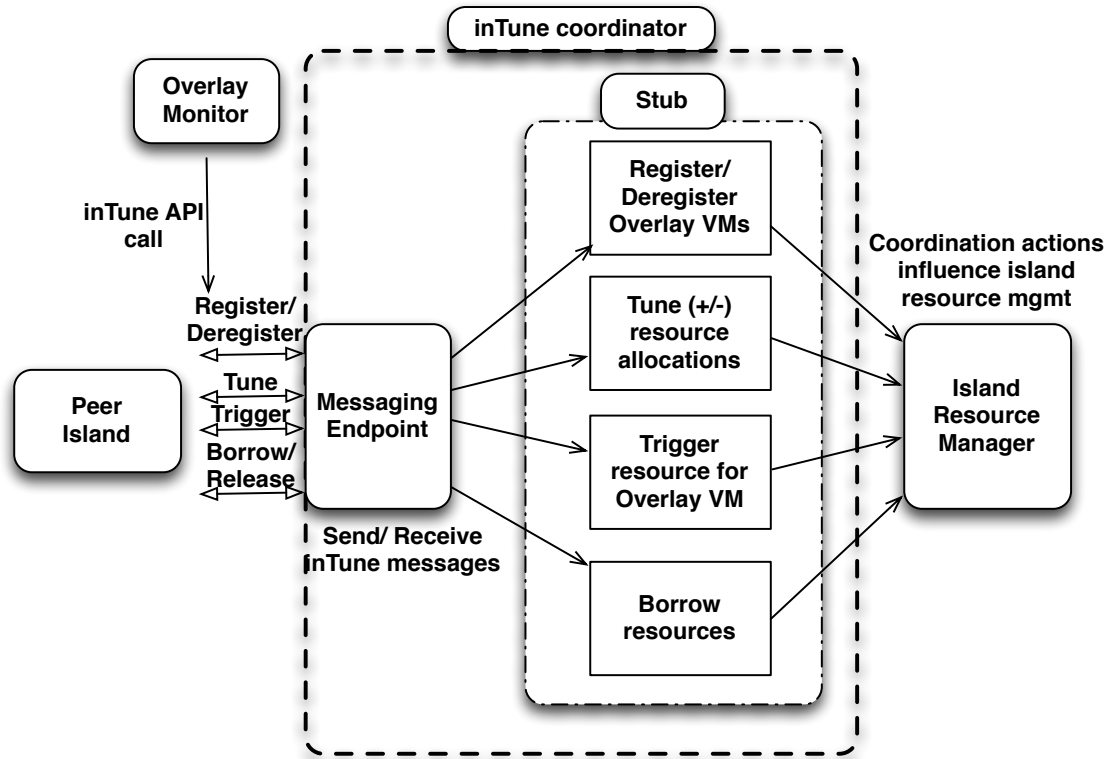 inTune coordinator
Overlay
Monitor
Stub
inTune API
call
Register/
Deregister
Overlay VMs
Coordination actions
influence island
resource mgmt
Register/
Deregister
Tune
Trigger
Borrow/
Release
Peer
Island
Messaging
Endpoint
Send/ Receive
inTune messages
Tune (+/-)
resource
allocations
Trigger
resource for
Overlay VM
Borrow
resources
Island
Resource
Manager